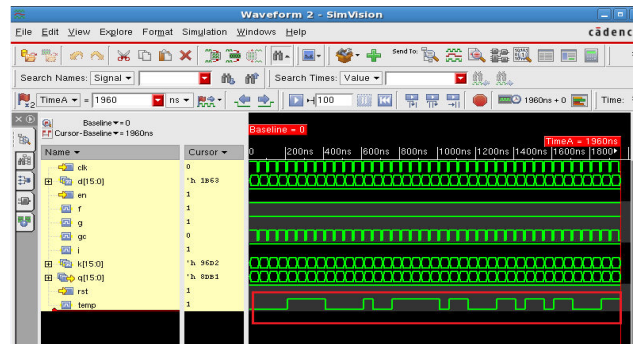 Waveform 2 - SimVision
File Edit View Explore Format Simulation Windows Help cādenc
Send To:
Search Names: Signal Search Times: Value
TimeA = 1960 ns 100 1960ns + 0 Time:
Baseline = 0
Cursor-Baseline = 1960ns
Baseline = 0
TimeA = 1960ns
Name Cursor 0 200ns 400ns 600ns 800ns 1000ns 1200ns 1400ns 1600ns 1800
clk 0
d[15:0] 'h 1B63
en 1
f 1
g 1
gc 0
i 1
k[15:0] 'h 96D2
q[15:0] 'h 8DB1
rst 1
temp 1